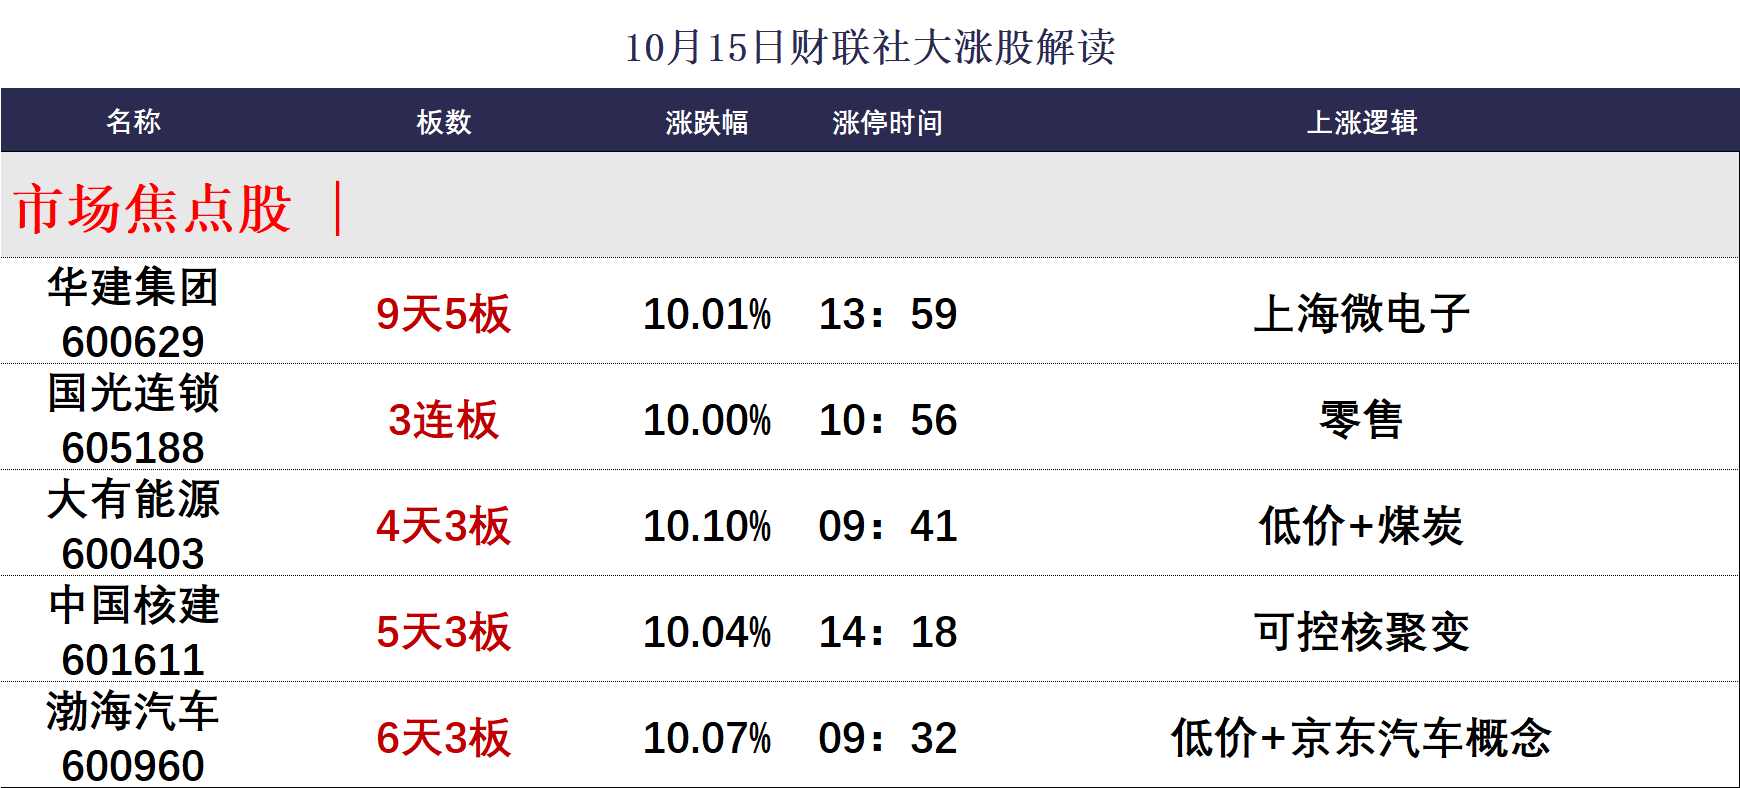 10月15日财联社大涨股解读
名称 板数 涨跌幅 涨停时间 上涨逻辑
市场焦点股 ｜
华建集团
600629 9天5板 10.01% 13：59 上海微电子
国光连锁
605188 3连板 10.00% 10：56 零售
大有能源
600403 4天3板 10.10% 09：41 低价+煤炭
中国核建
601611 5天3板 10.04% 14：18 可控核聚变
渤海汽车
600960 6天3板 10.07% 09：32 低价+京东汽车概念